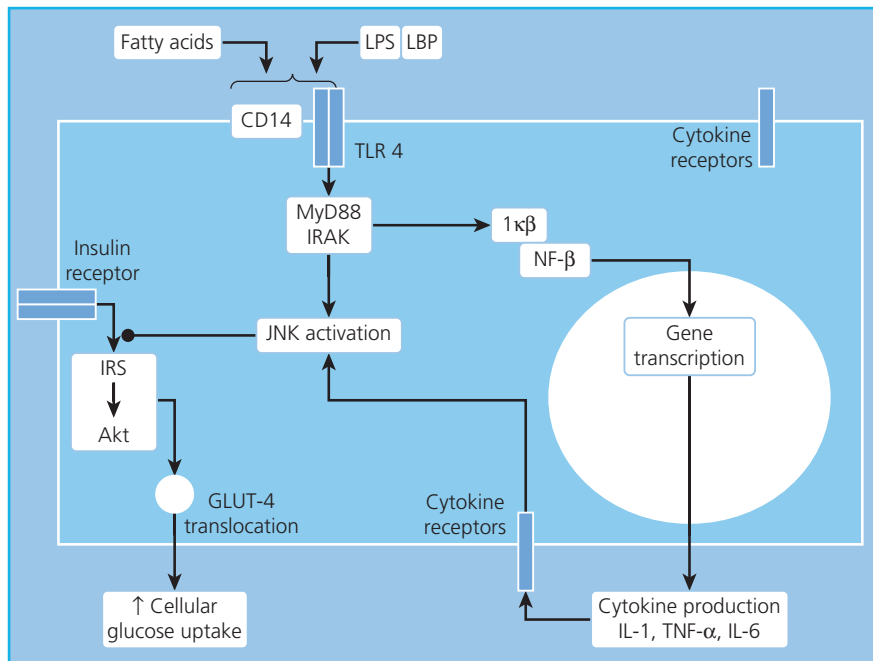 Fatty acids
LPS LBP
CD14
TLR 4
Cytokine
receptors
MyD88
IRAK
1κβ
NF-β
Insulin
receptor
JNK activation
Gene
transcription
IRS
Akt
GLUT-4
translocation
Cytokine
receptors
↑ Cellular
glucose uptake
Cytokine production
IL-1, TNF-α, IL-6